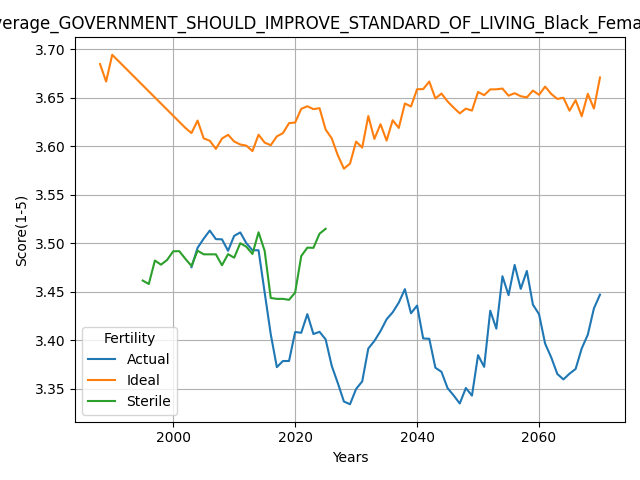 verage_GOVERNMENT_SHOULD_IMPROVE_STANDARD_OF_LIVING_Black_Fema
3.70
3.65
3.60
3.55
3.50
3.45
3.40
3.35
Score(1-5)
Fertility
Actual
Ideal
Sterile
2000 2020 2040 2060
Years